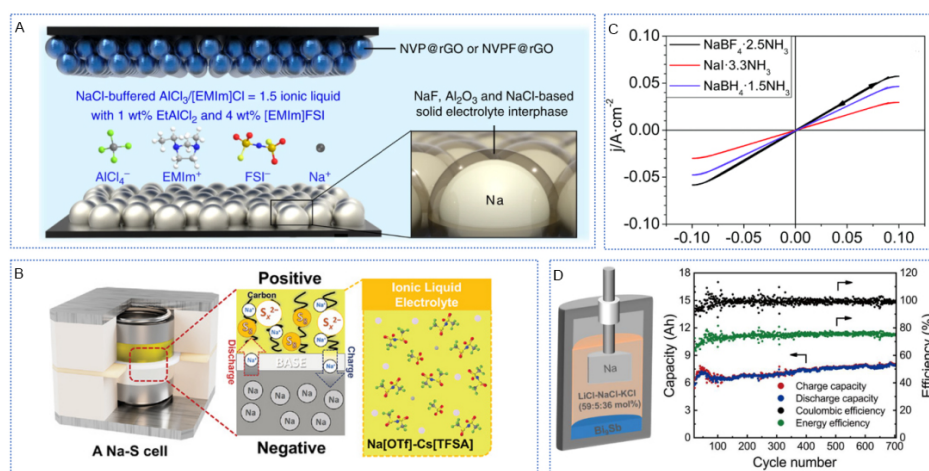 A
NVP@rGO or NVPF@rGO
NaCl-buffered AlCl₃/[EMIm]Cl = 1.5 ionic liquid
with 1 wt% EtAlCl₂ and 4 wt% [EMIm]FSI
NaF, Al₂O₃ and NaCl-based
solid electrolyte interphase
AlCl₄⁻ EMIm⁺ FSI⁻ Na⁺
Na
C
NaBF₄·2.5NH₃
NaI·3.3NH₃
NaBH₄·1.5NH₃
j/A·cm⁻²
0.10
0.05
0.00
-0.05
-0.10
-0.10 -0.05 0.00 0.05 0.10
B
Positive
Carbon
Sₓ²⁻
Na⁺
Discharge
Charge
BASE
Na
Negative
A Na-S cell
Ionic Liquid
Electrolyte
Na[OTf]-Cs[TFSA]
D
Na
LiCl-NaCl-KCl
(59:5:36 mol%)
Bi₉Sb
Capacity (Ah)
18
15
12
9
6
3
0
120
100
80
60
40
20
0
Efficiency (%)
Charge capacity
Discharge capacity
Coulombic efficiency
Energy efficiency
100 200 300 400 500 600 700
Cycle number